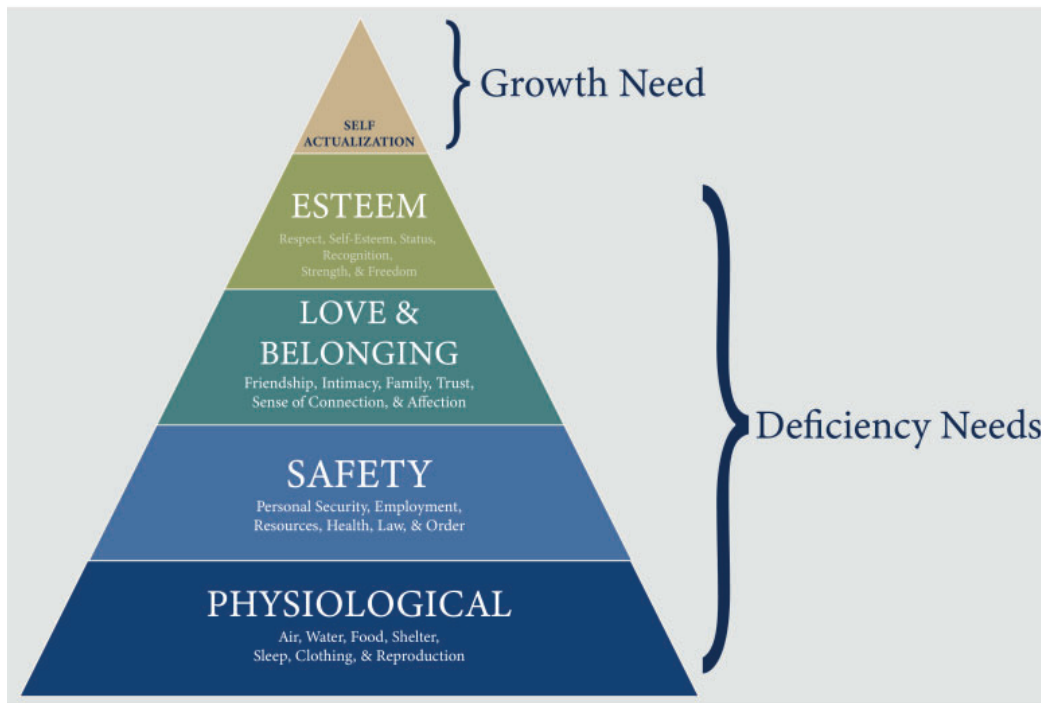 Growth Need
SELF
ACTUALIZATION
ESTEEM
Respect, Self-Esteem, Status,
Recognition,
Strength, & Freedom
LOVE &
BELONGING
Friendship, Intimacy, Family, Trust,
Sense of Connection, & Affection
Deficiency Needs
SAFETY
Personal Security, Employment,
Resources, Health, Law, & Order
PHYSIOLOGICAL
Air, Water, Food, Shelter,
Sleep, Clothing, & Reproduction